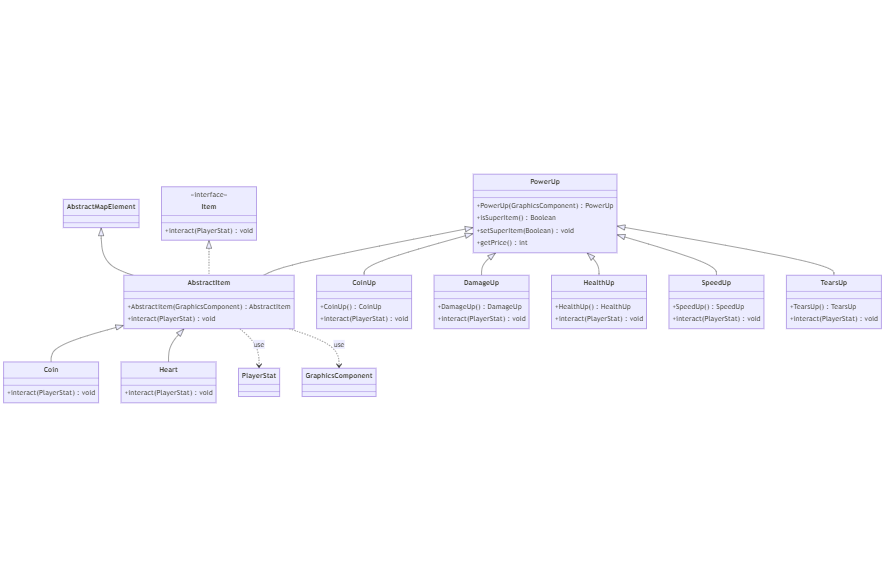 PowerUp
+PowerUp(GraphicsComponent) : PowerUp
+isSuperItem() : Boolean
+setSuperItem(Boolean) : void
+getPrice() : int
«interface»
Item
+Interact(PlayerStat) : void
AbstractMapElement
AbstractItem
+AbstractItem(GraphicsComponent) : AbstractItem
+Interact(PlayerStat) : void
CoinUp
+CoinUp() : CoinUp
+Interact(PlayerStat) : void
DamageUp
+DamageUp() : DamageUp
+Interact(PlayerStat) : void
HealthUp
+HealthUp() : HealthUp
+Interact(PlayerStat) : void
SpeedUp
+SpeedUp() : SpeedUp
+Interact(PlayerStat) : void
TearsUp
+TearsUp() : TearsUp
+Interact(PlayerStat) : void
use
use
Coin
+Interact(PlayerStat) : void
Heart
+Interact(PlayerStat) : void
PlayerStat
GraphicsComponent